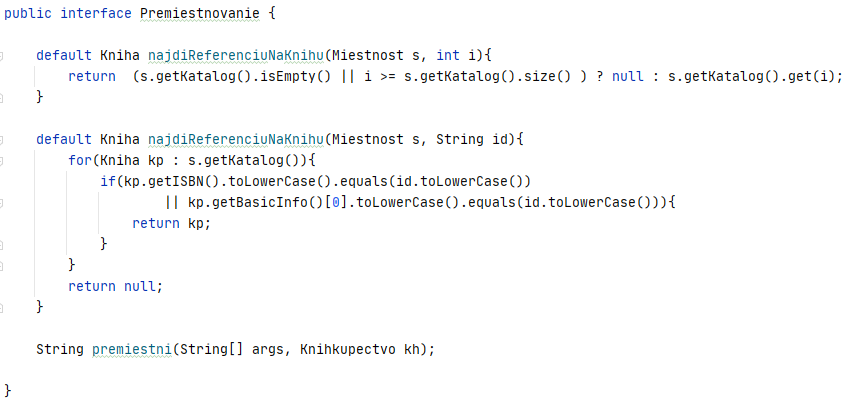 public interface Premiestnovanie {
default Kniha najdiReferenciuNaKnihu(Miestnost s, int i){
return  (s.getKatalog().isEmpty() || i >= s.getKatalog().size() ) ? null : s.getKatalog().get(i);
}
default Kniha najdiReferenciuNaKnihu(Miestnost s, String id){
for(Kniha kp : s.getKatalog()){
if(kp.getISBN().toLowerCase().equals(id.toLowerCase())
|| kp.getBasicInfo()[0].toLowerCase().equals(id.toLowerCase())){
return kp;
}
}
return null;
}
String premiestni(String[] args, Knihkupectvo kh);
}